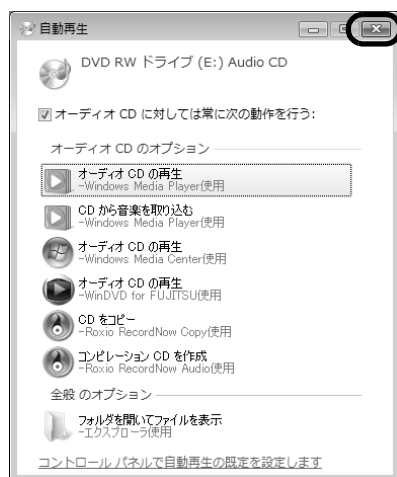 自動再生
DVD RW ドライブ (E:) Audio CD
オーディオ CD に対しては常に次の動作を行う:
オーディオ CD のオプション
オーディオ CD の再生
-Windows Media Player使用
CD から音楽を取り込む
-Windows Media Player使用
オーディオ CD の再生
-Windows Media Center使用
オーディオ CD の再生
-WinDVD for FUJITSU使用
CD をコピー
-Roxio RecordNow Copy使用
コンピレーション CD を作成
-Roxio RecordNow Audio使用
全般 のオプション
フォルダを開いてファイルを表示
-エクスプローラ使用
コントロール パネルで自動再生の既定を設定します